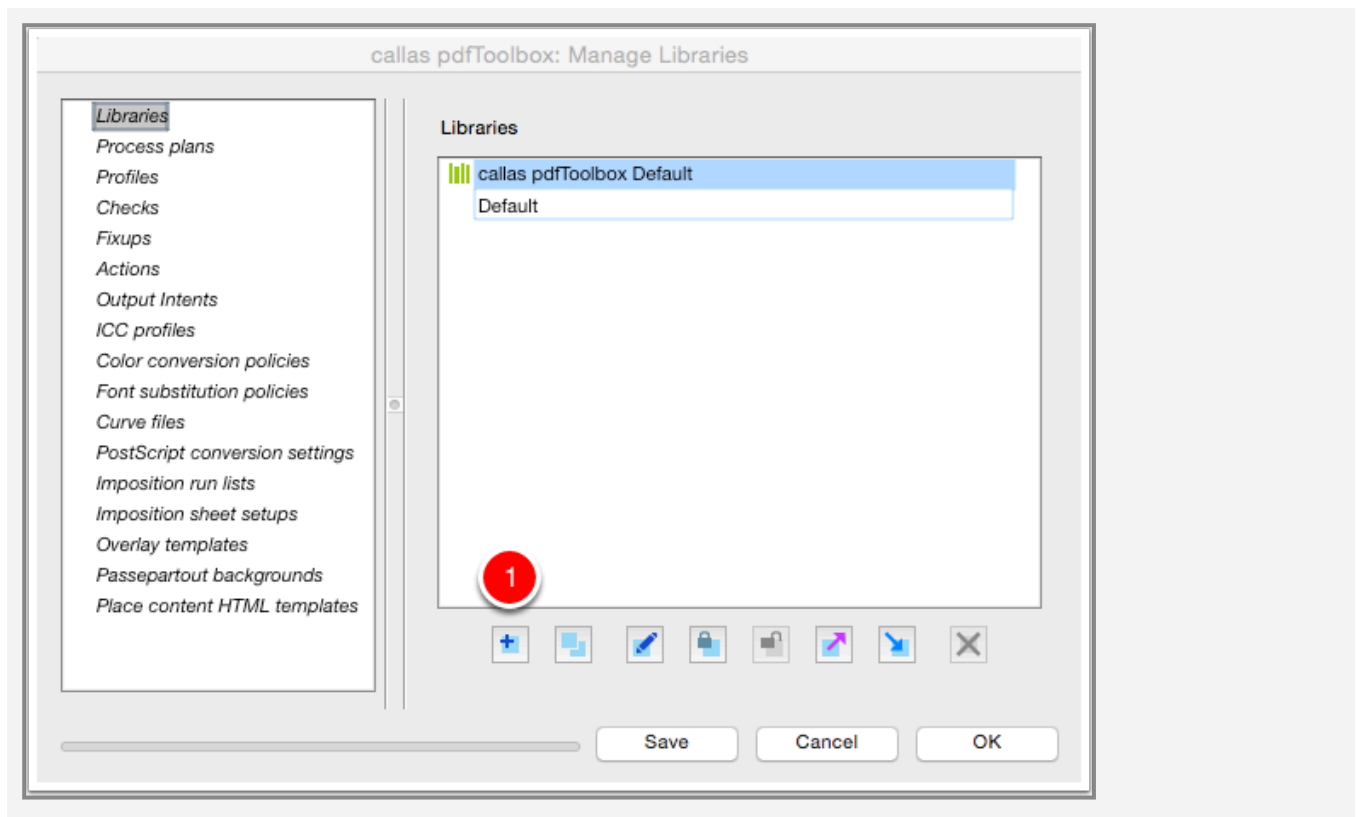 callas pdfToolbox: Manage Libraries
Libraries
Process plans
Profiles
Checks
Fixups
Actions
Output Intents
ICC profiles
Color conversion policies
Font substitution policies
Curve files
PostScript conversion settings
Imposition run lists
Imposition sheet setups
Overlay templates
Passepartout backgrounds
Place content HTML templates
Libraries
callas pdfToolbox Default
Default
1
Save
Cancel
OK